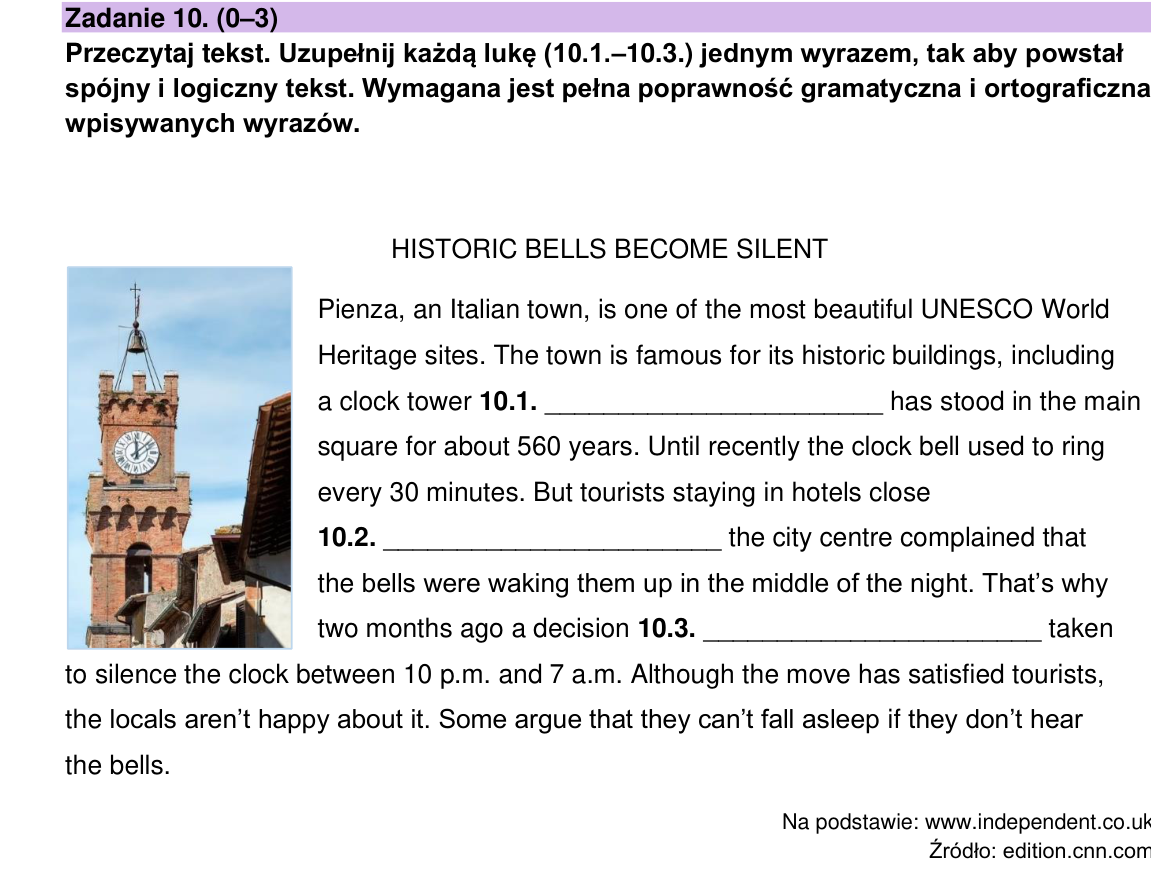 Zadanie 10. (0–3)
Przeczytaj tekst. Uzupełnij każdą lukę (10.1.–10.3.) jednym wyrazem, tak aby powstał
spójny i logiczny tekst. Wymagana jest pełna poprawność gramatyczna i ortograficzna
wpisywanych wyrazów.
HISTORIC BELLS BECOME SILENT
Pienza, an Italian town, is one of the most beautiful UNESCO World
Heritage sites. The town is famous for its historic buildings, including
a clock tower 10.1. _______________________ has stood in the main
square for about 560 years. Until recently the clock bell used to ring
every 30 minutes. But tourists staying in hotels close
10.2. _______________________ the city centre complained that
the bells were waking them up in the middle of the night. That’s why
two months ago a decision 10.3. _______________________ taken
to silence the clock between 10 p.m. and 7 a.m. Although the move has satisfied tourists,
the locals aren’t happy about it. Some argue that they can’t fall asleep if they don’t hear
the bells.
Na podstawie: www.independent.co.uk
Źródło: edition.cnn.com